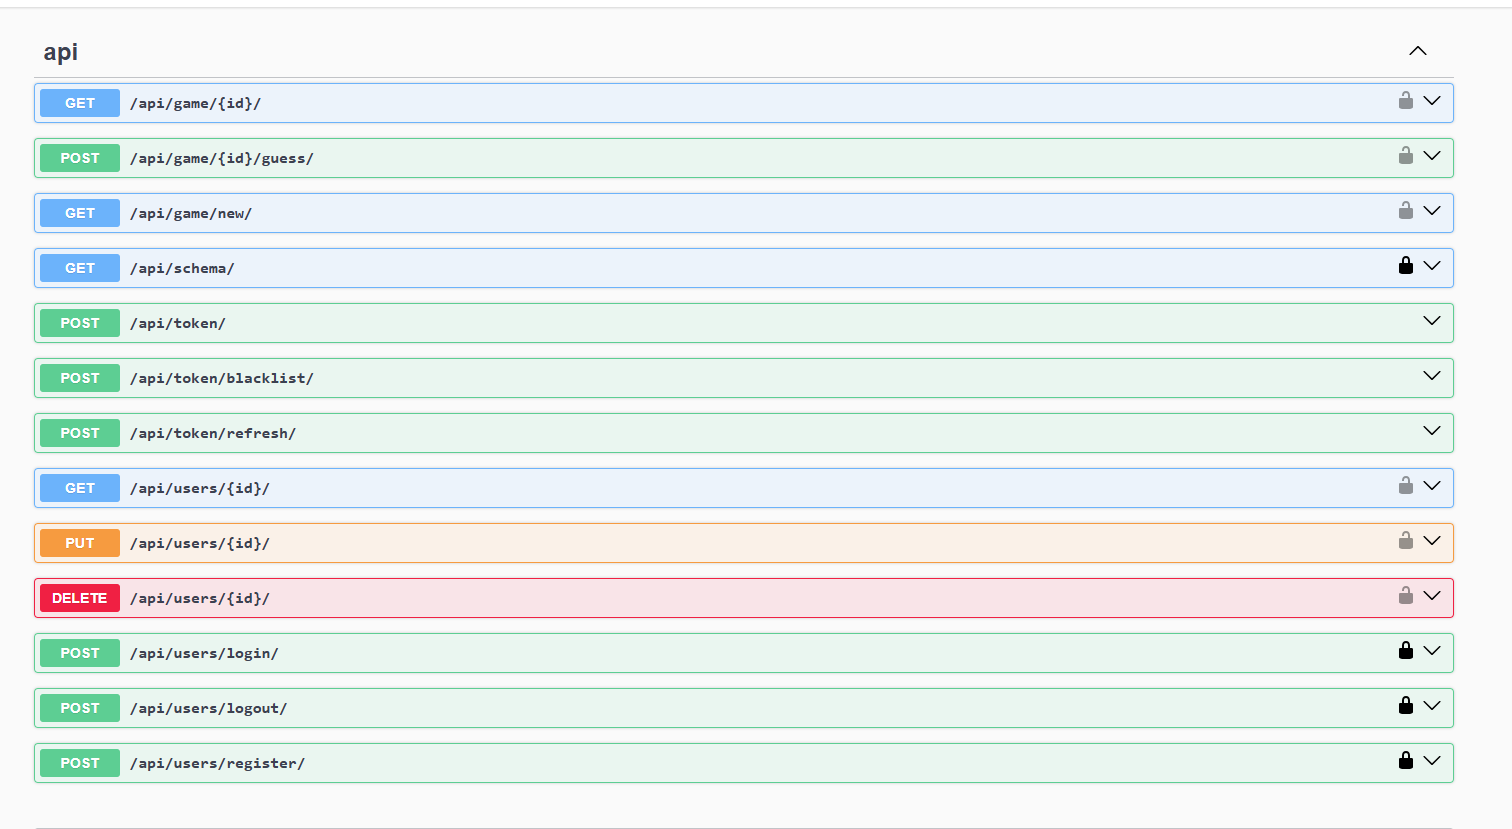 api
GET /api/game/{id}/
POST /api/game/{id}/guess/
GET /api/game/new/
GET /api/schema/
POST /api/token/
POST /api/token/blacklist/
POST /api/token/refresh/
GET /api/users/{id}/
PUT /api/users/{id}/
DELETE /api/users/{id}/
POST /api/users/login/
POST /api/users/logout/
POST /api/users/register/